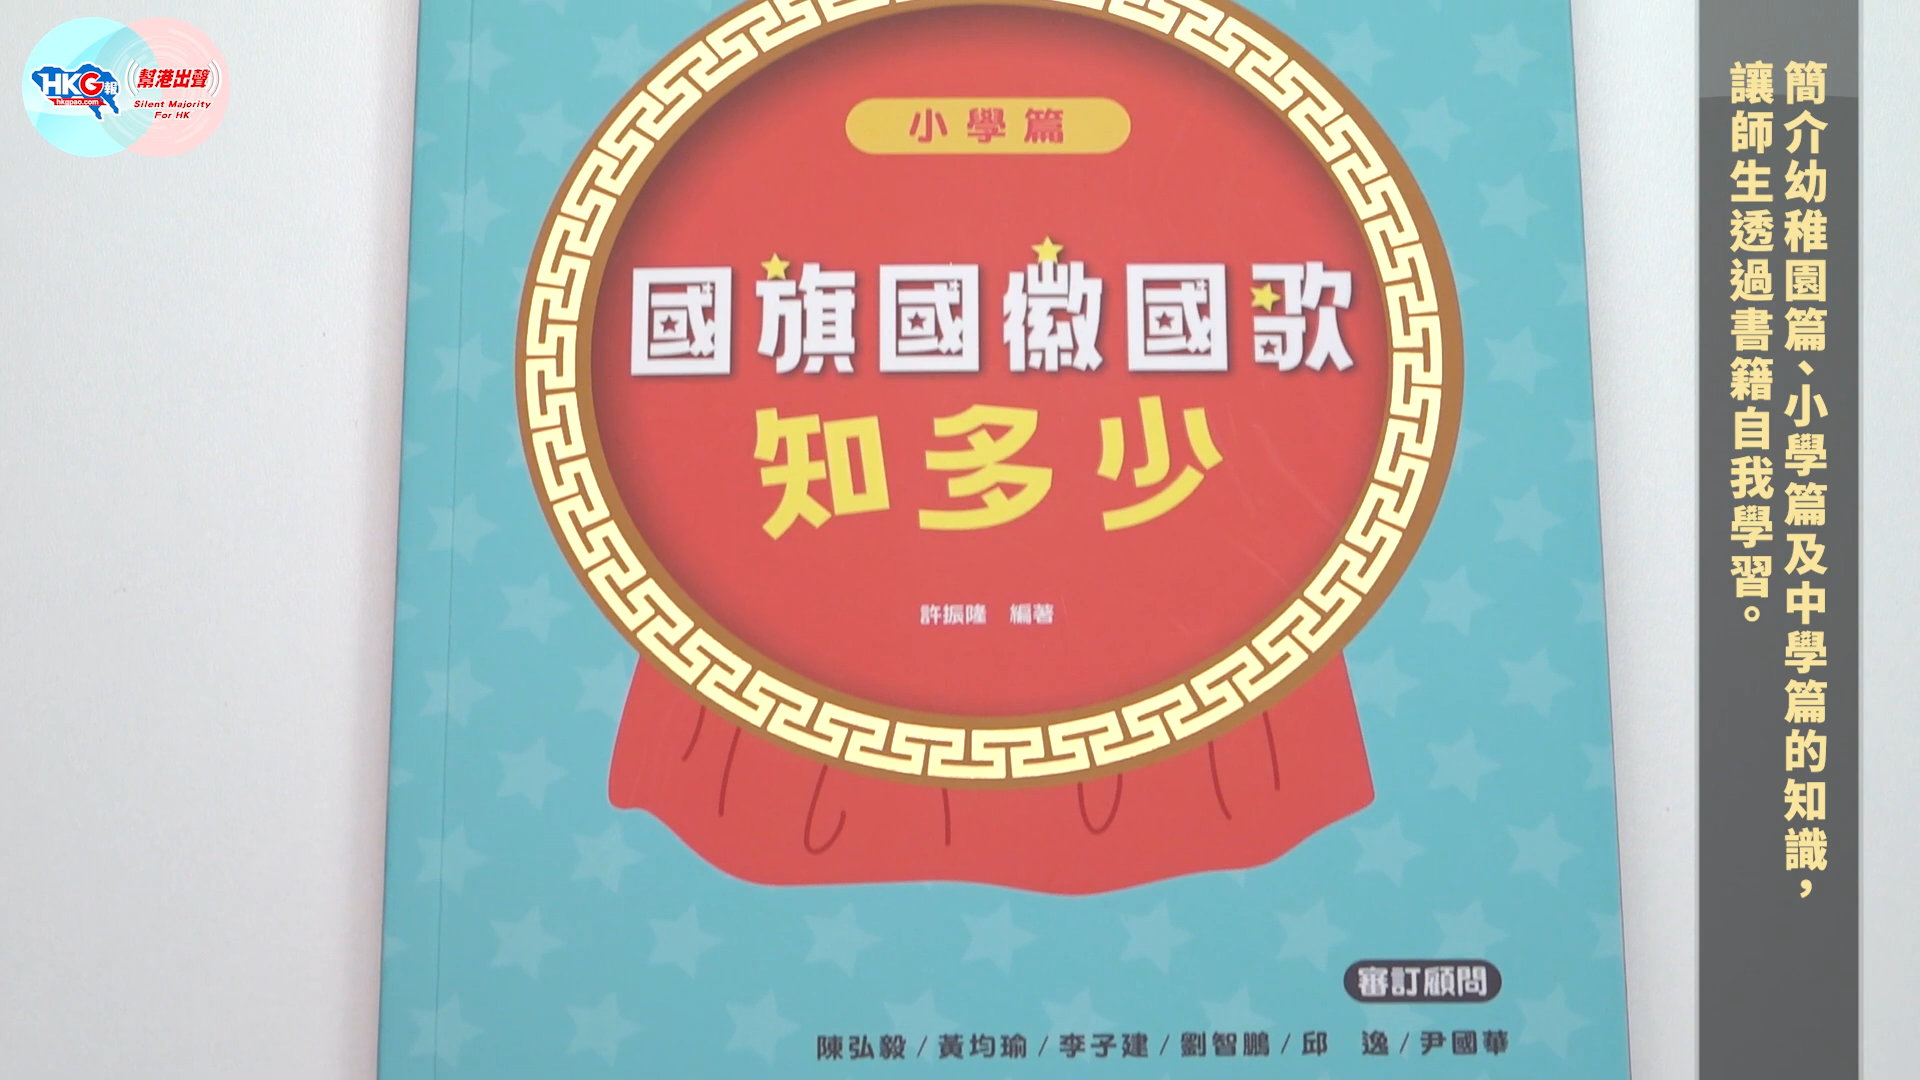 HKG報
hkgpao.com
幫港出聲
Silent Majority
For HK
小學篇
國旗國徽國歌
知多少
許振隆 編著
審訂顧問
陳弘毅/黃均瑜/李子建/劉智鵬/邱 逸/尹國華
簡介幼稚園篇、小學篇及中學篇的知識，
讓師生透過書籍自我學習。